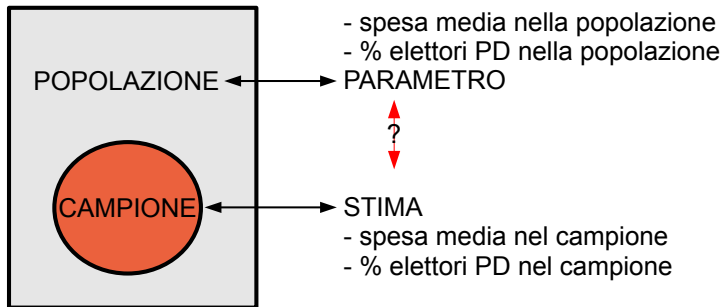 - spesa media nella popolazione
- % elettori PD nella popolazione
POPOLAZIONE
PARAMETRO
?
CAMPIONE
STIMA
- spesa media nel campione
- % elettori PD nel campione